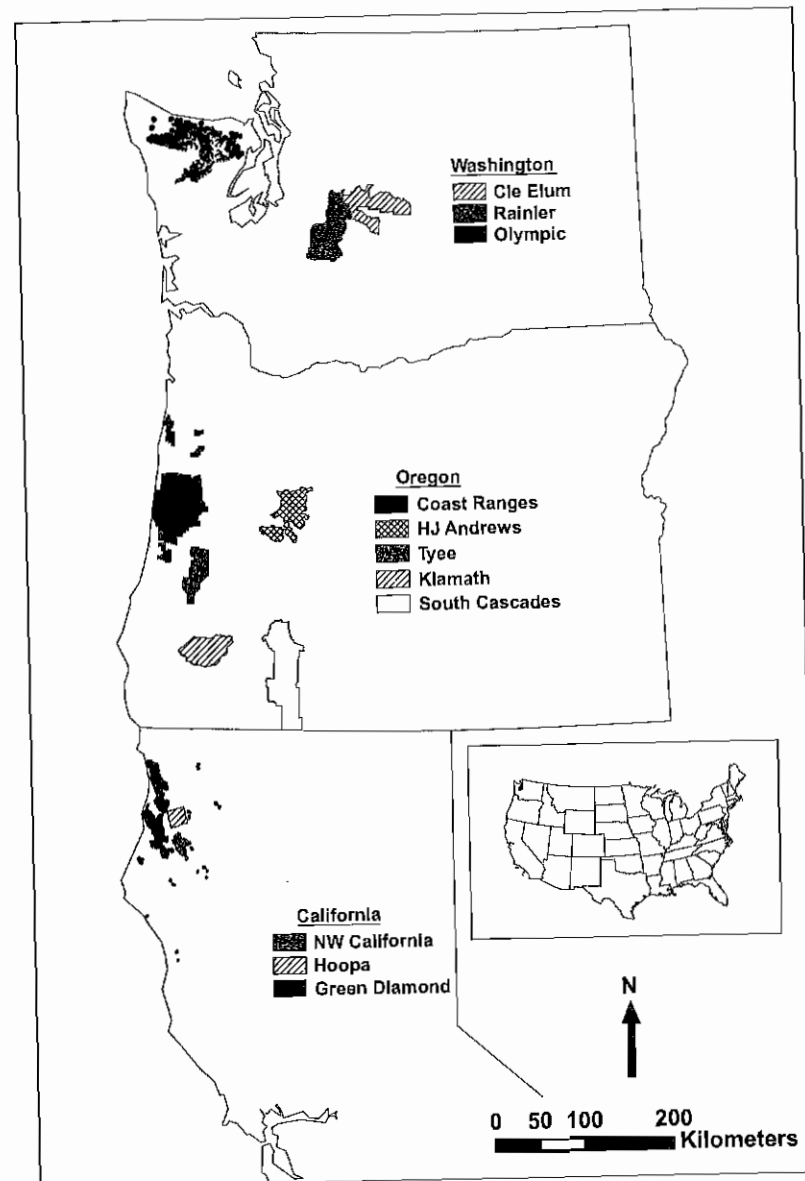 Washington
Cle Elum
Rainier
Olympic
Oregon
Coast Ranges
HJ Andrews
Tyee
Klamath
South Cascades
California
NW California
Hoopa
Green Diamond
N
0 50 100 200
Kilometers